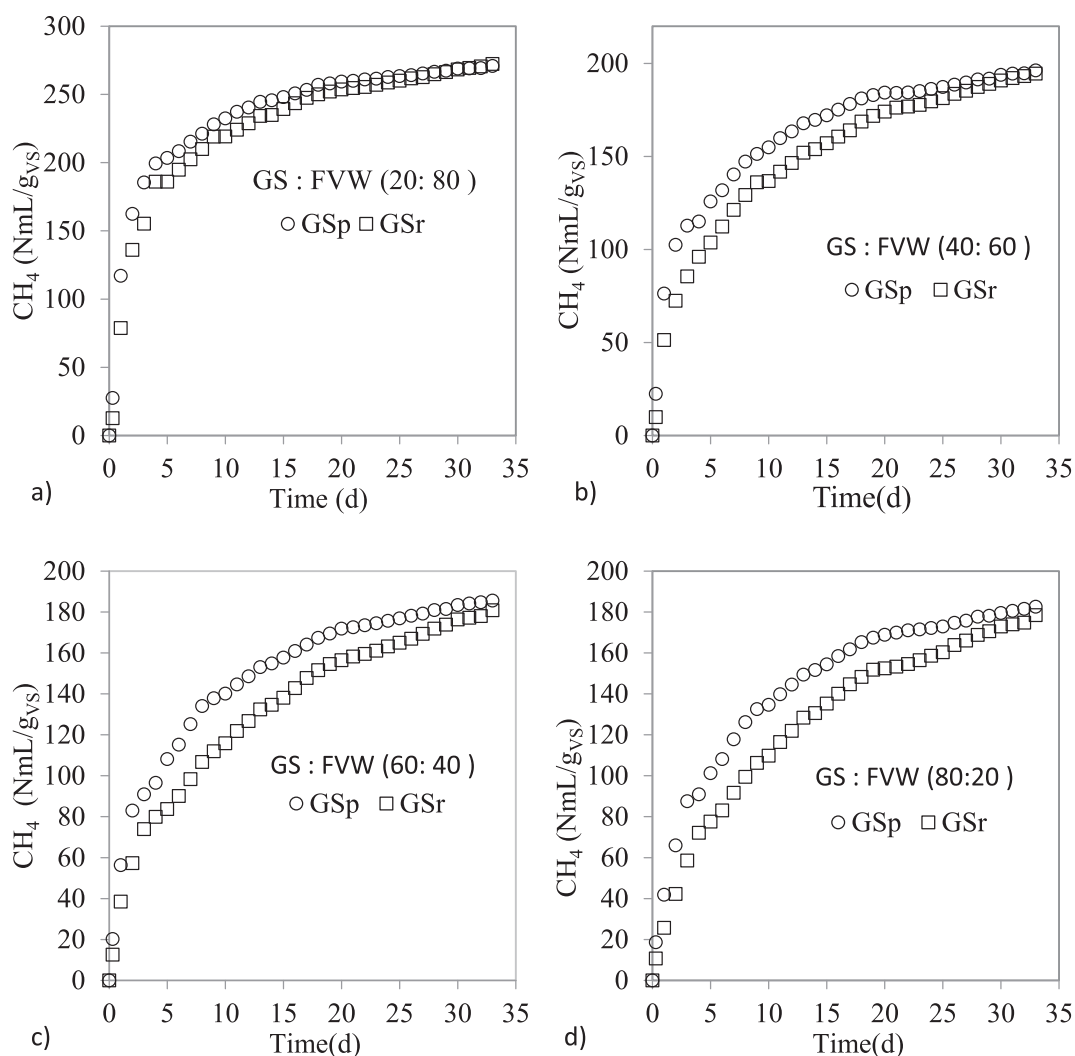 300
250
200
150
100
50
0
CH4 (NmL/gVS)
GS : FVW (20: 80 )
GSp GSr
0 5 10 15 20 25 30 35
Time (d)
a)
200
150
100
50
0
CH4 (NmL/gVS)
GS : FVW (40: 60 )
GSp GSr
0 5 10 15 20 25 30 35
Time(d)
b)
200
180
160
140
120
100
80
60
40
20
0
CH4 (NmL/gVS)
GS : FVW (60: 40 )
GSp GSr
0 5 10 15 20 25 30 35
Time(d)
c)
200
180
160
140
120
100
80
60
40
20
0
CH4 (NmL/gVS)
GS : FVW (80:20 )
GSp GSr
0 5 10 15 20 25 30 35
Time(d)
d)